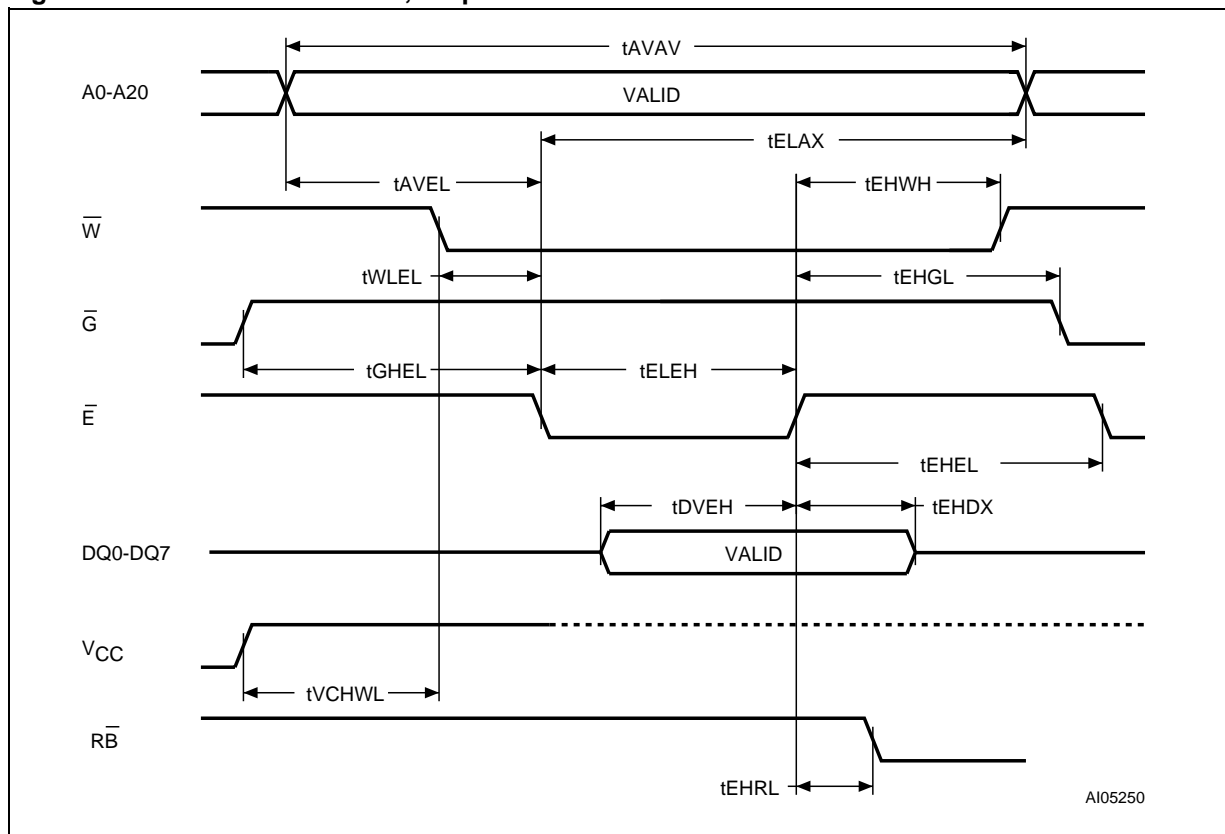 tAVAV
A0-A20
VALID
tELAX
tAVEL
tEHWH
W̅
tWLEL
tEHGL
G̅
tGHEL
tELEH
E̅
tEHEL
tDVEH
tEHDX
DQ0-DQ7
VALID
VCC
tVCHWL
RB̅
tEHRL
AI05250